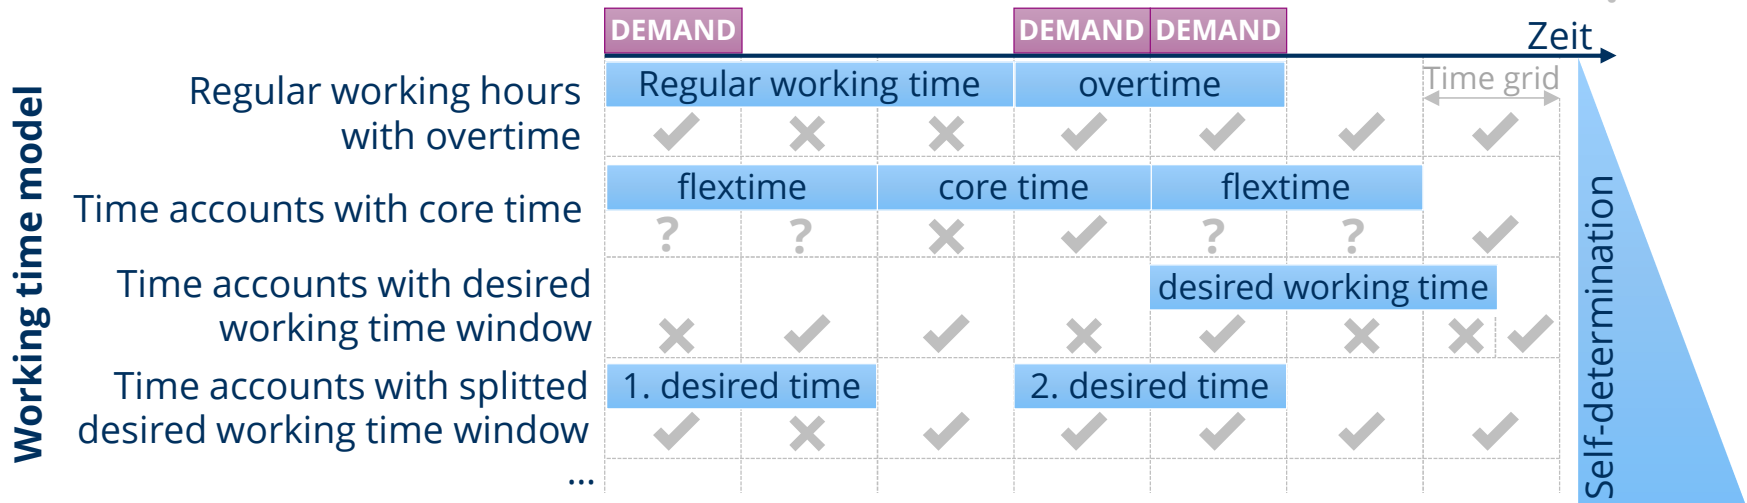 DEMAND DEMAND DEMAND
Zeit
Working time model
Regular working hours
with overtime
Regular working time overtime
Time grid
Time accounts with core time
flextime core time flextime
? ? ? ?
Time accounts with desired
working time window
desired working time
Time accounts with splitted
desired working time window
1. desired time 2. desired time
...
Self-determination